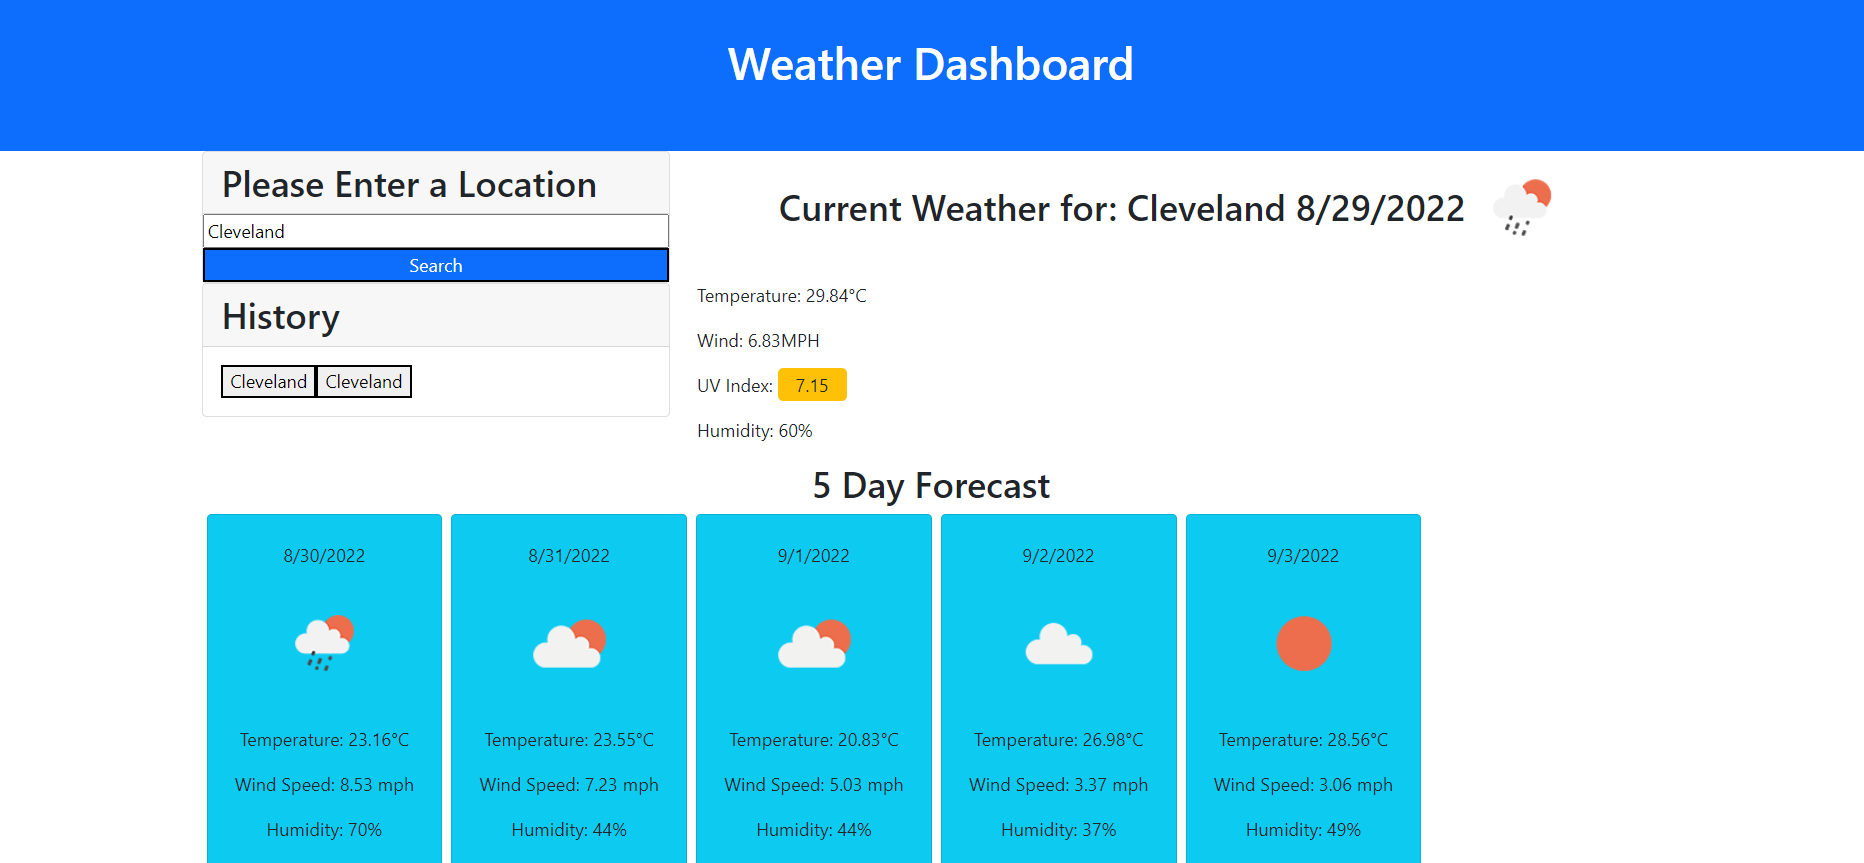 Weather Dashboard
Please Enter a Location
Cleveland
Search
History
Cleveland Cleveland
Current Weather for: Cleveland 8/29/2022
Temperature: 29.84°C
Wind: 6.83MPH
UV Index: 7.15
Humidity: 60%
5 Day Forecast
8/30/2022
Temperature: 23.16°C
Wind Speed: 8.53 mph
Humidity: 70%
8/31/2022
Temperature: 23.55°C
Wind Speed: 7.23 mph
Humidity: 44%
9/1/2022
Temperature: 20.83°C
Wind Speed: 5.03 mph
Humidity: 44%
9/2/2022
Temperature: 26.98°C
Wind Speed: 3.37 mph
Humidity: 37%
9/3/2022
Temperature: 28.56°C
Wind Speed: 3.06 mph
Humidity: 49%